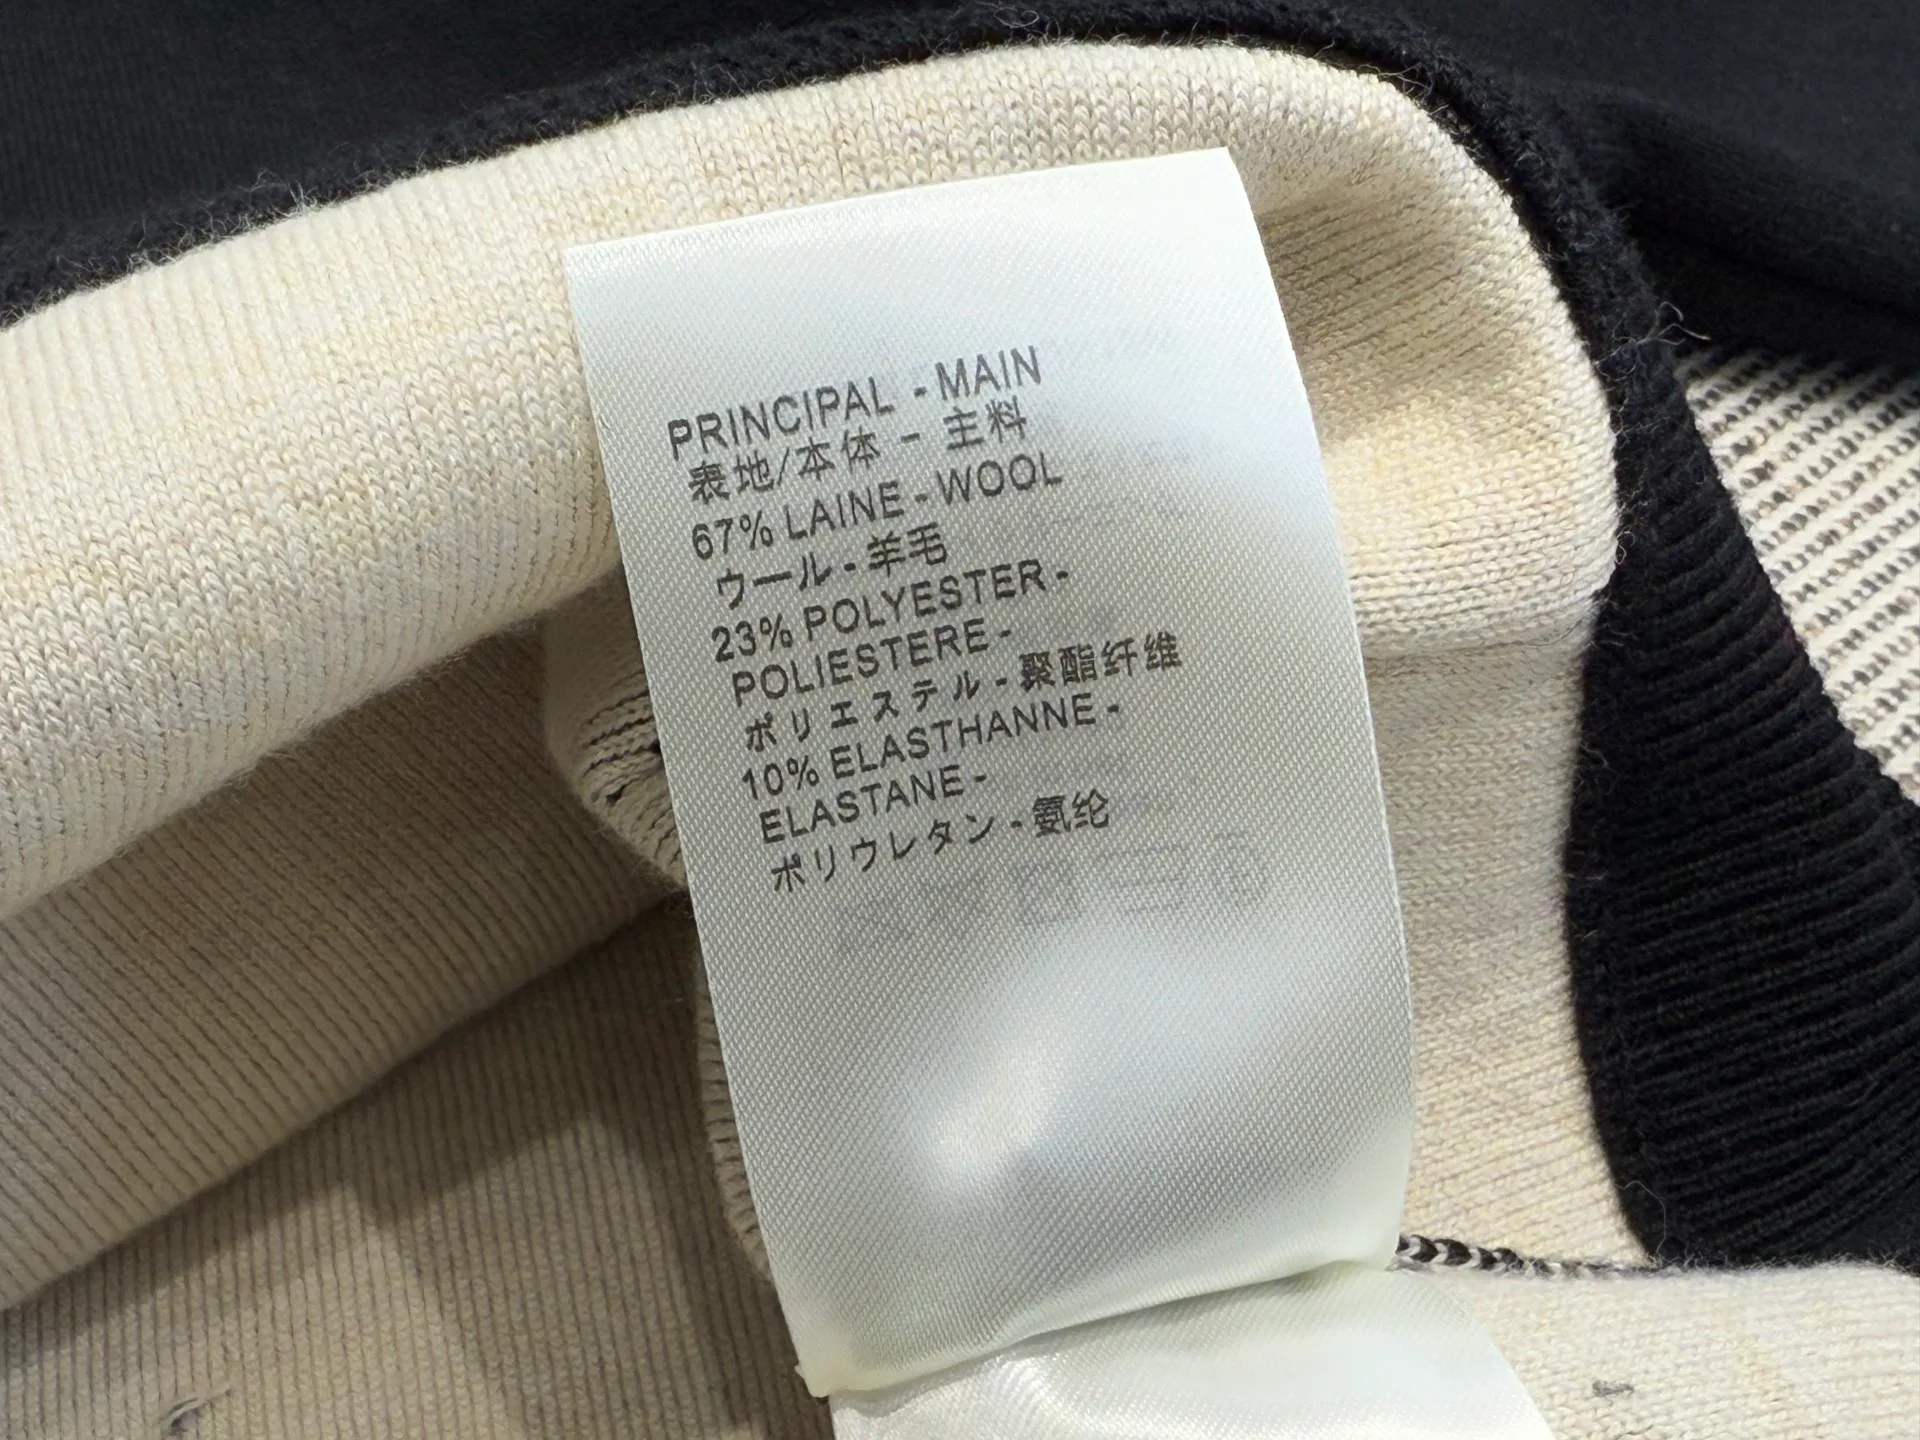 PRINCIPAL - MAIN
表地/本体 - 主料
67% LAINE - WOOL
ウール - 羊毛
23% POLYESTER -
POLIESTERE -
ポリエステル - 聚酯纤维
10% ELASTHANNE -
ELASTANE -
ポリウレタン - 氨纶